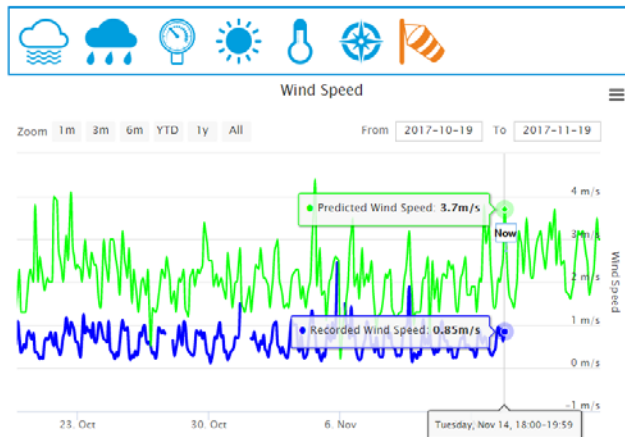 Wind Speed
Zoom 1m 3m 6m YTD 1y All From 2017-10-19 To 2017-11-19
4 m/s
Predicted Wind Speed: 3.7m/s
Now
3 m/s
2 m/s
Wind Speed
1 m/s
Recorded Wind Speed: 0.85m/s
0 m/s
-1 m/s
23. Oct 30. Oct 6. Nov
Tuesday, Nov 14, 18:00-19:59